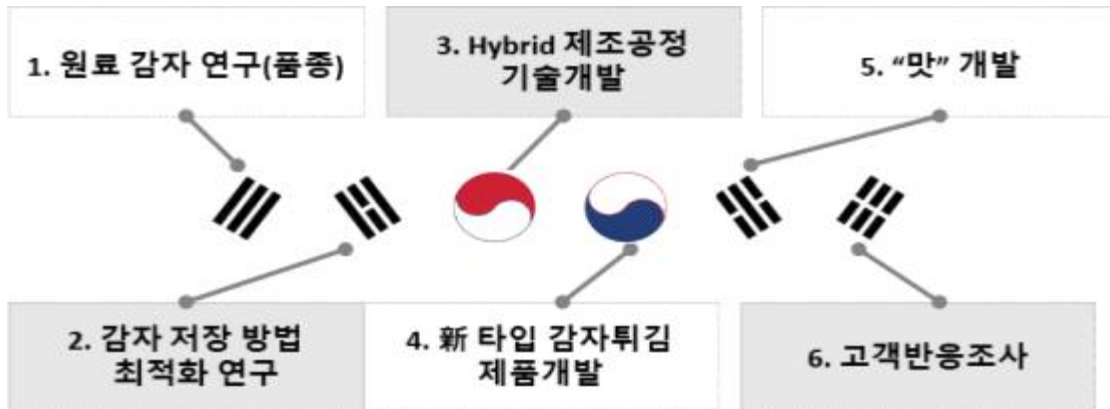 1. 원료 감자 연구(품종)
2. 감자 저장 방법
최적화 연구
3. Hybrid 제조공정
기술개발
4. 新 타입 감자튀김
제품개발
5. “맛” 개발
6. 고객반응조사